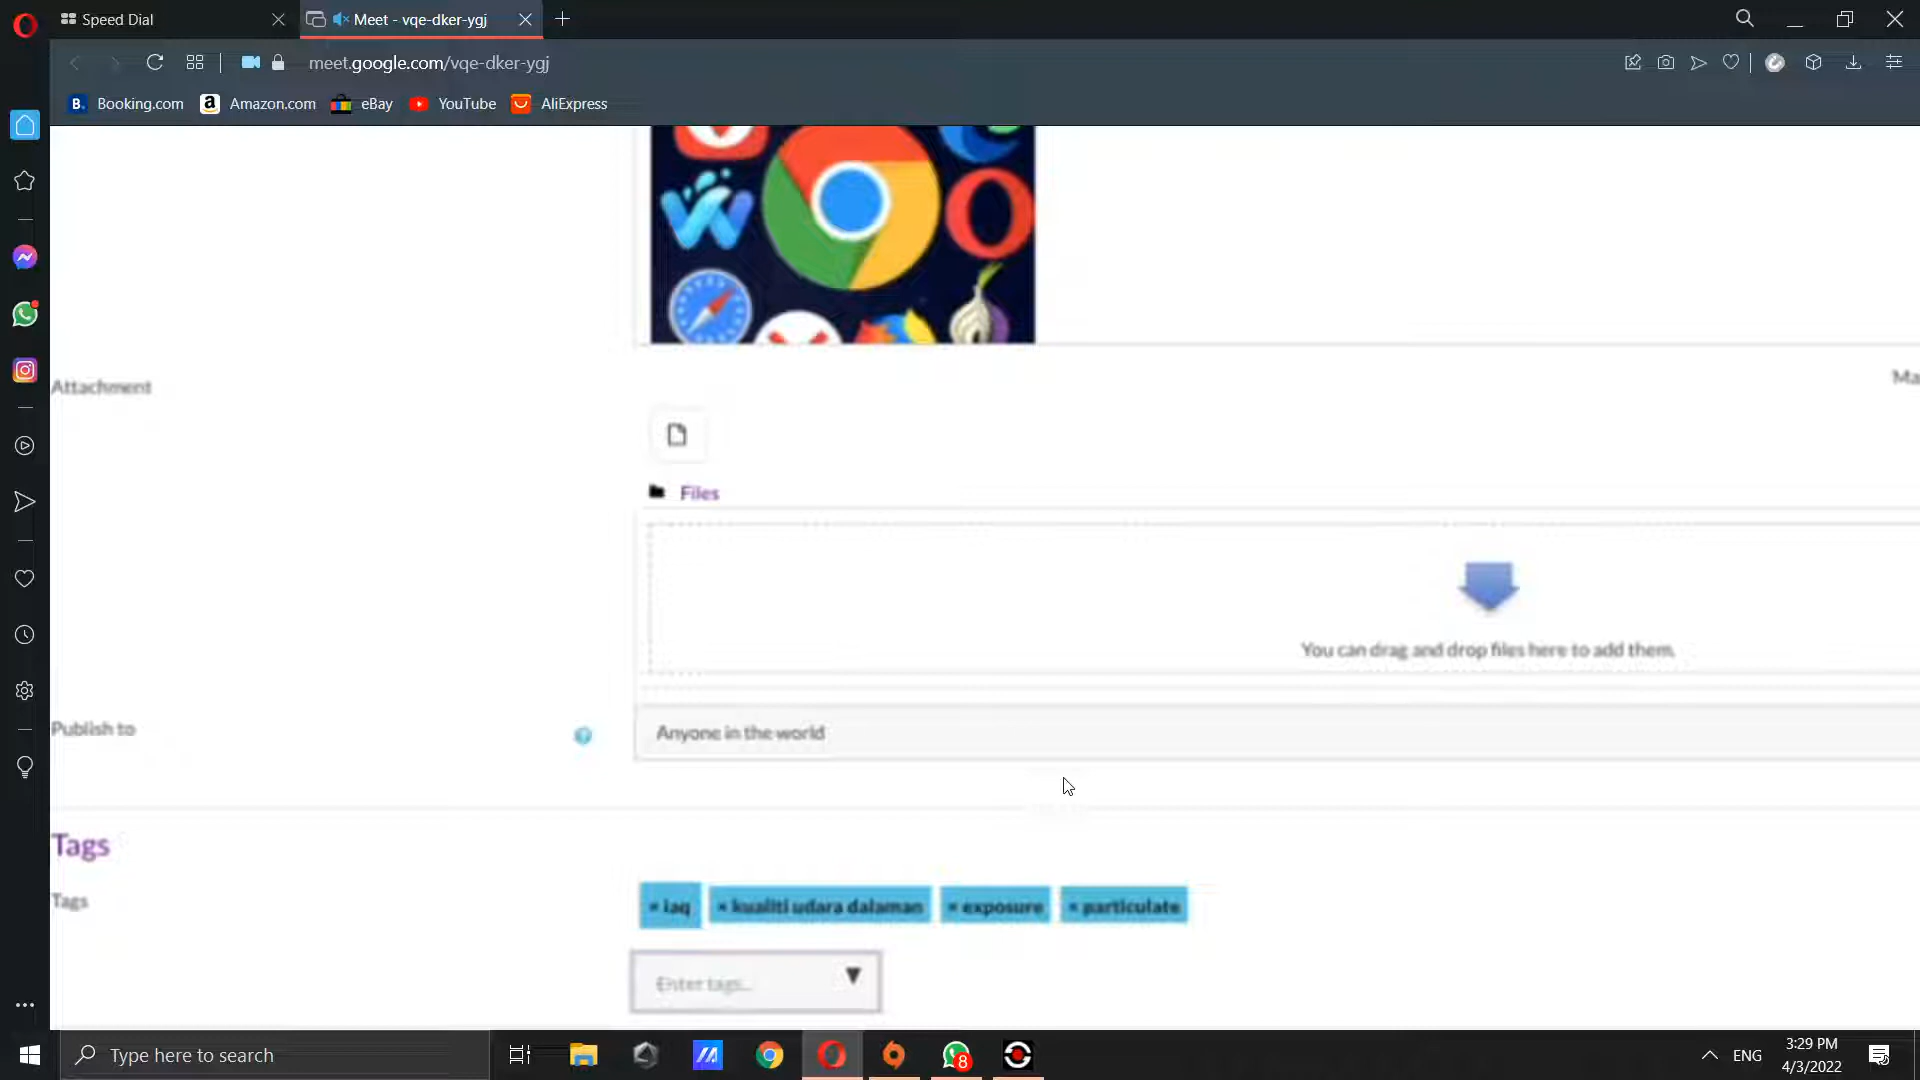 Speed Dial
Meet - vqe-dker-ygj
meet.google.com/vqe-dker-ygj
B. Booking.com
a Amazon.com
eBay
YouTube
AliExpress
Attachment
Ma
Files
You can drag and drop files here to add them.
Publish to
?
Anyone in the world
Tags
Tags
× iaq
× kualiti udara dalaman
× exposure
× particulate
Enter tags...
Type here to search
8
ENG
3:29 PM
4/3/2022